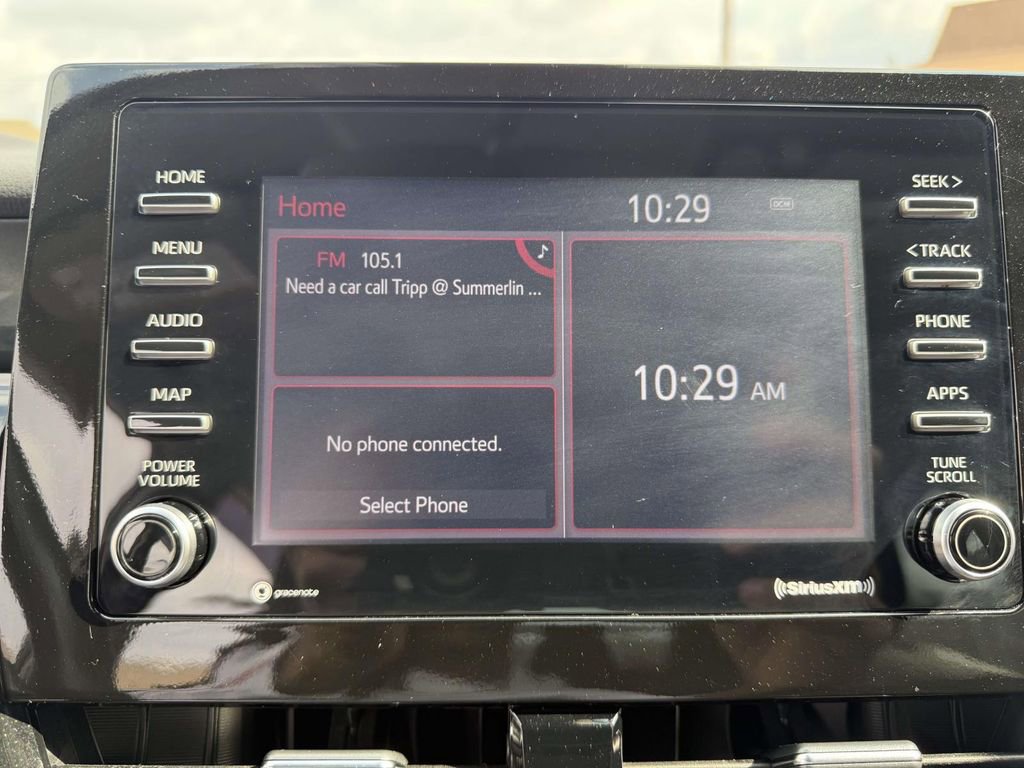 HOME
MENU
AUDIO
MAP
POWER
VOLUME
Home
10:29
DCM
FM 105.1
Need a car call Tripp @ Summerlin ...
No phone connected.
Select Phone
10:29 AM
SEEK >
< TRACK
PHONE
APPS
TUNE
SCROLL
gracenote
((SiriusXM))